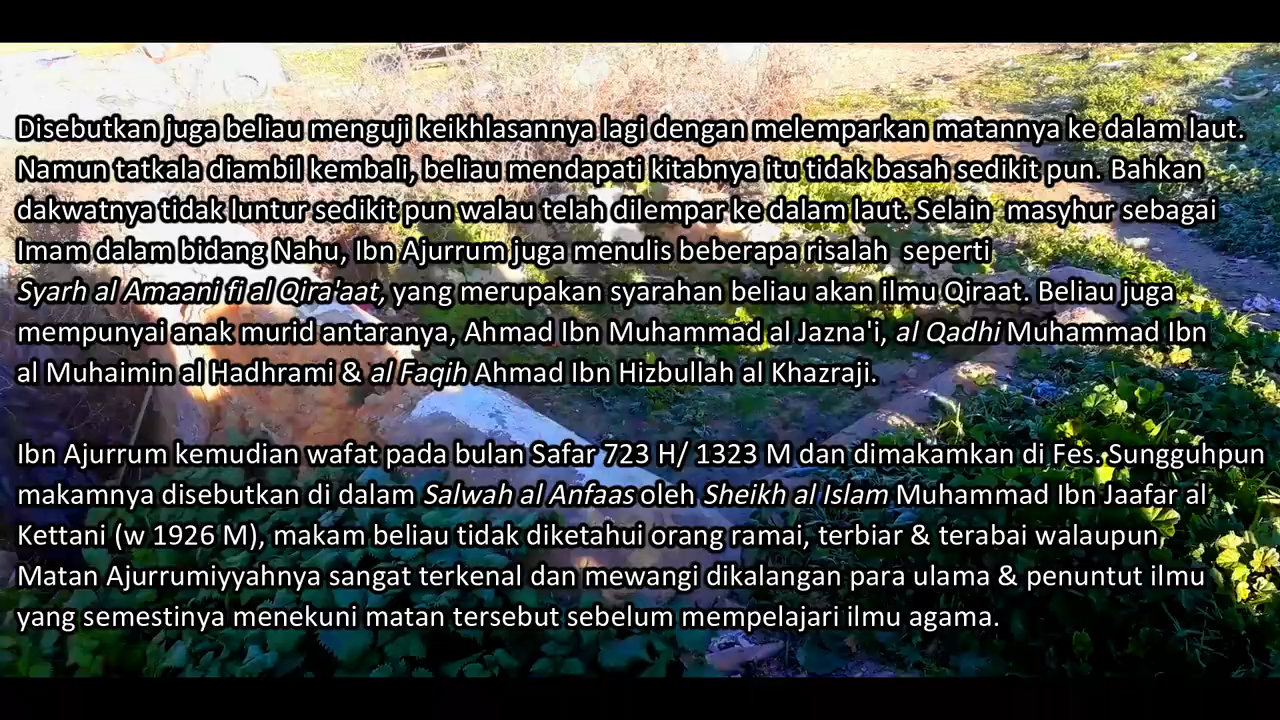 Disebutkan juga beliau menguji keikhlasannya lagi dengan melemparkan matannya ke dalam laut.
Namun tatkala diambil kembali, beliau mendapati kitabnya itu tidak basah sedikit pun. Bahkan
dakwatnya tidak luntur sedikit pun walau telah dilempar ke dalam laut. Selain masyhur sebagai
Imam dalam bidang Nahu, Ibn Ajurrum juga menulis beberapa risalah seperti
Syarh al Amaani fi al Qira'aat, yang merupakan syarahan beliau akan ilmu Qiraat. Beliau juga
mempunyai anak murid antaranya, Ahmad Ibn Muhammad al Jazna'i, al Qadhi Muhammad Ibn
al Muhaimin al Hadhrami & al Faqih Ahmad Ibn Hizbullah al Khazraji.
Ibn Ajurrum kemudian wafat pada bulan Safar 723 H/ 1323 M dan dimakamkan di Fes. Sungguhpun
makamnya disebutkan di dalam Salwah al Anfaas oleh Sheikh al Islam Muhammad Ibn Jaafar al
Kettani (w 1926 M), makam beliau tidak diketahui orang ramai, terbiar & terabai walaupun,
Matan Ajurrumiyyahnya sangat terkenal dan mewangi dikalangan para ulama & penuntut ilmu
yang semestinya menekuni matan tersebut sebelum mempelajari ilmu agama.